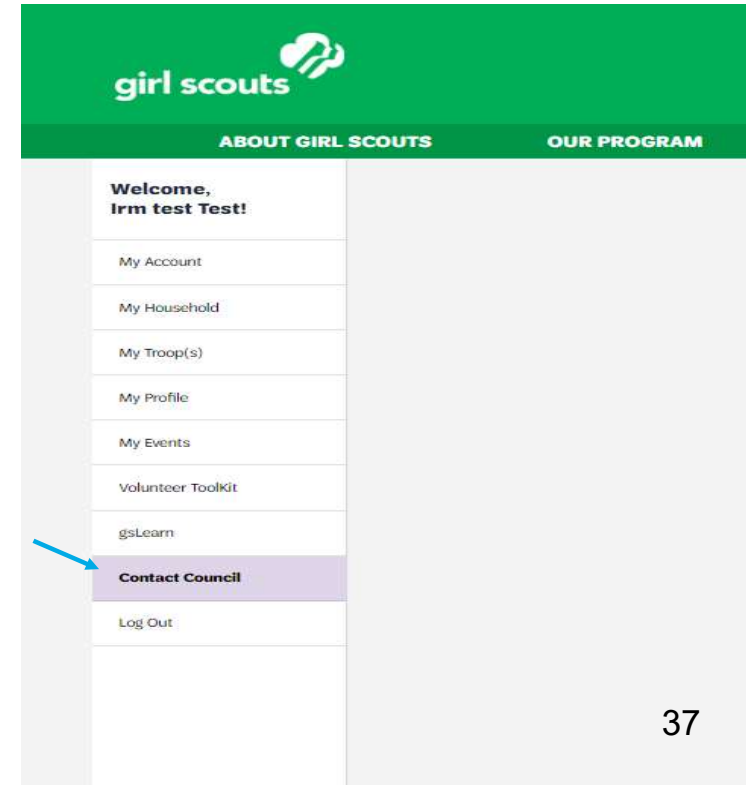 girl scouts
ABOUT GIRL SCOUTS OUR PROGRAM
Welcome,
Irm test Test!
My Account
My Household
My Troop(s)
My Profile
My Events
Volunteer ToolKit
gsLearn
Contact Council
Log Out
37